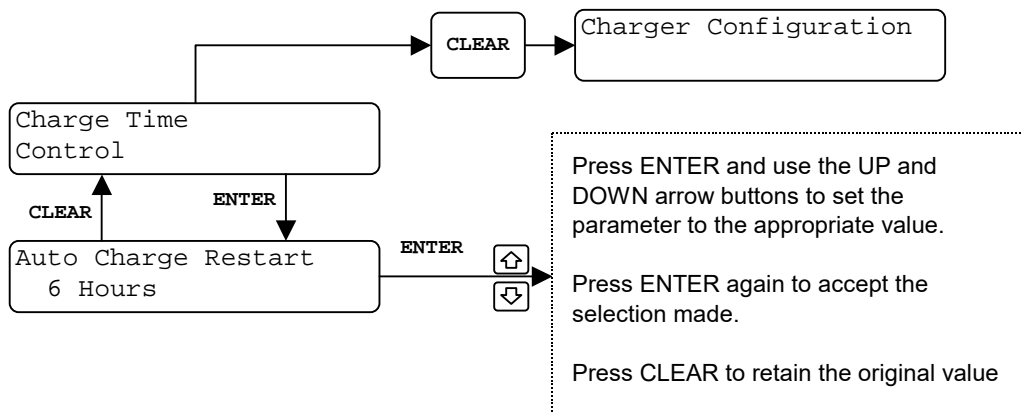 CLEAR
Charger Configuration
Charge Time
Control
CLEAR
ENTER
Auto Charge Restart
6 Hours
ENTER
Press ENTER and use the UP and
DOWN arrow buttons to set the
parameter to the appropriate value.
Press ENTER again to accept the
selection made.
Press CLEAR to retain the original value